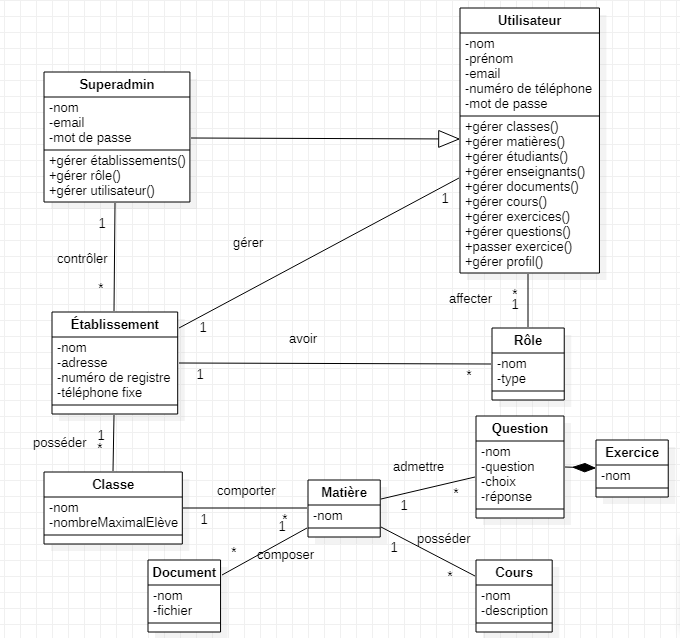 Utilisateur
-nom
-prénom
-email
-numéro de téléphone
-mot de passe
+gérer classes()
+gérer matières()
+gérer étudiants()
+gérer enseignants()
+gérer documents()
+gérer cours()
+gérer exercices()
+gérer questions()
+passer exercice()
+gérer profil()
Superadmin
-nom
-email
-mot de passe
+gérer établissements()
+gérer rôle()
+gérer utilisateur()
1
contrôler
*
gérer
1
1
*
affecter
1
Établissement
-nom
-adresse
-numéro de registre
-téléphone fixe
avoir
1
*
Rôle
-nom
-type
1
posséder
*
Classe
-nom
-nombreMaximalElève
comporter
1
*
Matière
-nom
admettre
1
*
Question
-nom
-question
-choix
-réponse
Exercice
-nom
1
composer
*
Document
-nom
-fichier
posséder
1
*
Cours
-nom
-description